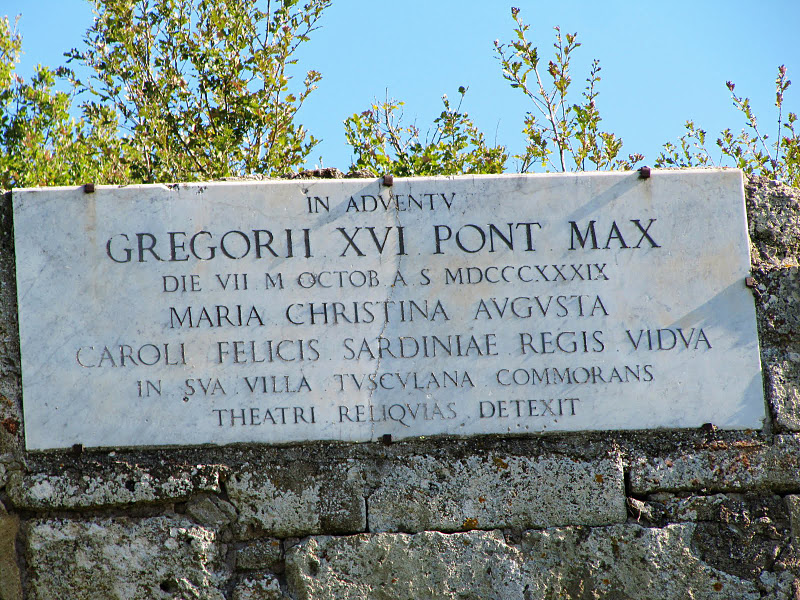 IN ADVENTV
GREGORII XVI PONT MAX
DIE VII M OCTOB A S MDCCCXXXIX
MARIA CHRISTINA AVGVSTA
CAROLI FELICIS SARDINIAE REGIS VIDVA
IN SVA VILLA TVSCVLANA COMMORANS
THEATRI RELIQVIAS DETEXIT